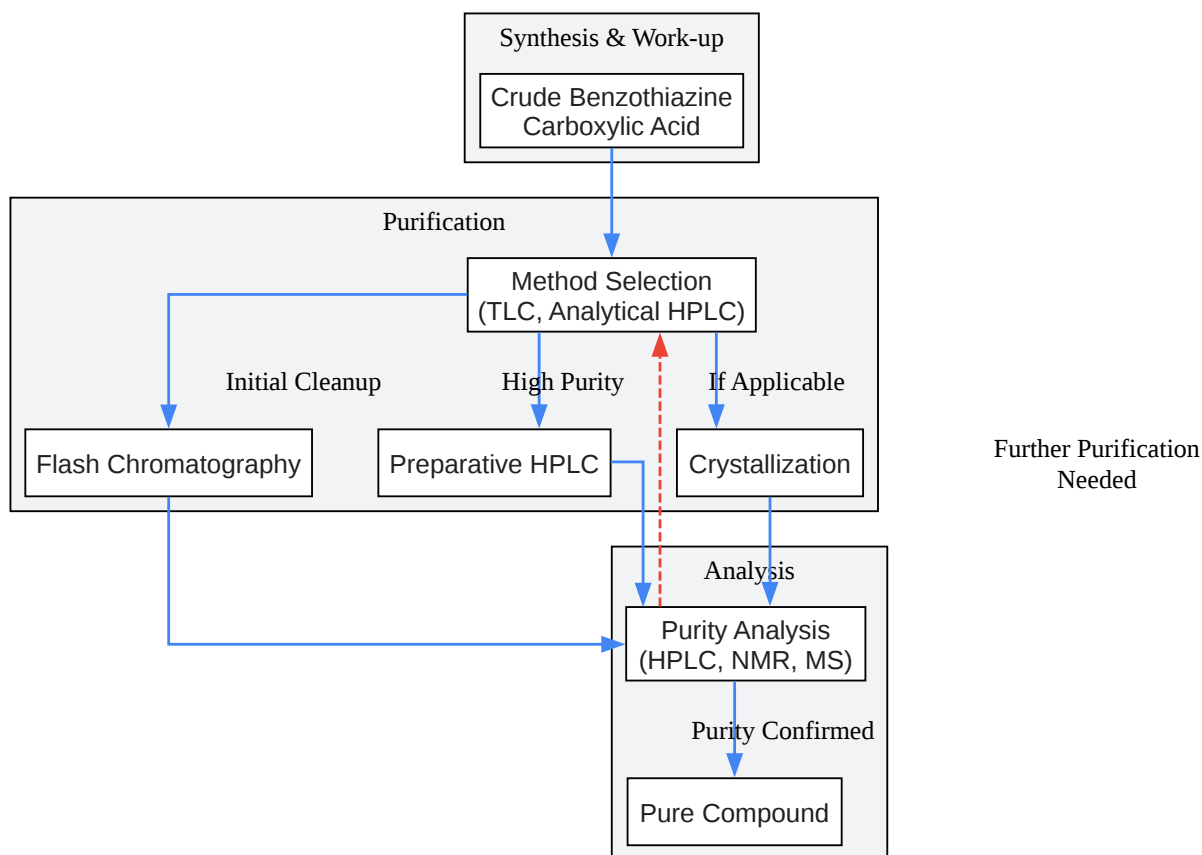 Synthesis & Work-up
Crude Benzothiazine
Carboxylic Acid
Purification
Method Selection
(TLC, Analytical HPLC)
Initial Cleanup
High Purity
If Applicable
Flash Chromatography
Preparative HPLC
Crystallization
Further Purification
Needed
Analysis
Purity Analysis
(HPLC, NMR, MS)
Purity Confirmed
Pure Compound